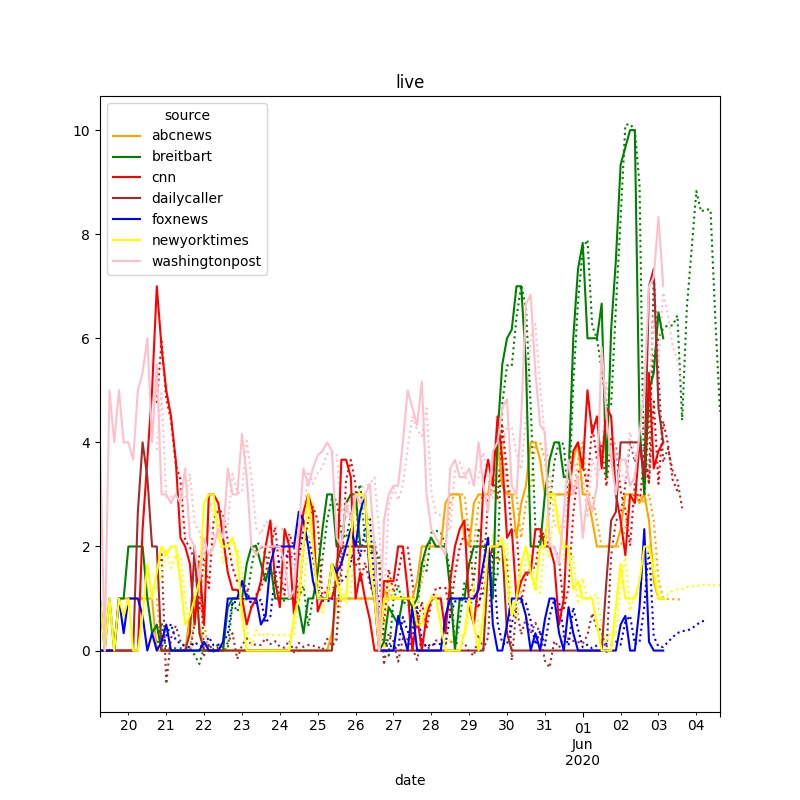 live
source
abcnews
breitbart
cnn
dailycaller
foxnews
newyorktimes
washingtonpost
10
8
6
4
2
0
20 21 22 23 24 25 26 27 28 29 30 31 01 02 03 04
Jun
2020
date